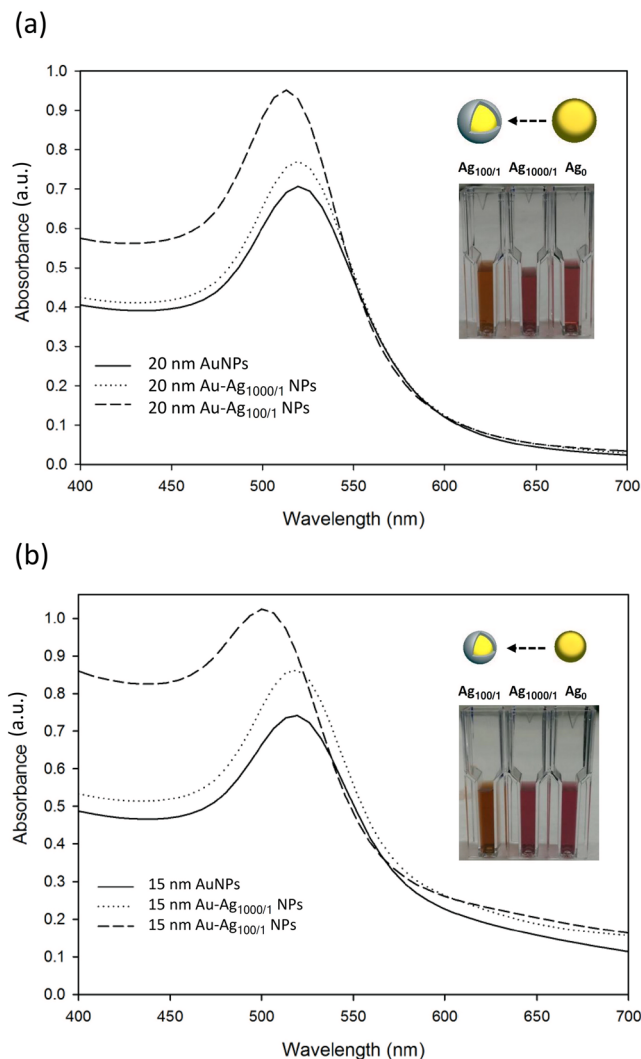 (a)
1.0
0.9
0.8
0.7
0.6
0.5
0.4
0.3
0.2
0.1
0.0
Abosorbance (a.u.)
Ag100/1 Ag1000/1 Ag0
20 nm AuNPs
20 nm Au-Ag1000/1 NPs
20 nm Au-Ag100/1 NPs
400 450 500 550 600 650 700
Wavelength (nm)
(b)
1.0
0.9
0.8
0.7
0.6
0.5
0.4
0.3
0.2
0.1
0.0
Absorbance (a.u.)
Ag100/1 Ag1000/1 Ag0
15 nm AuNPs
15 nm Au-Ag1000/1 NPs
15 nm Au-Ag100/1 NPs
400 450 500 550 600 650 700
Wavelength (nm)